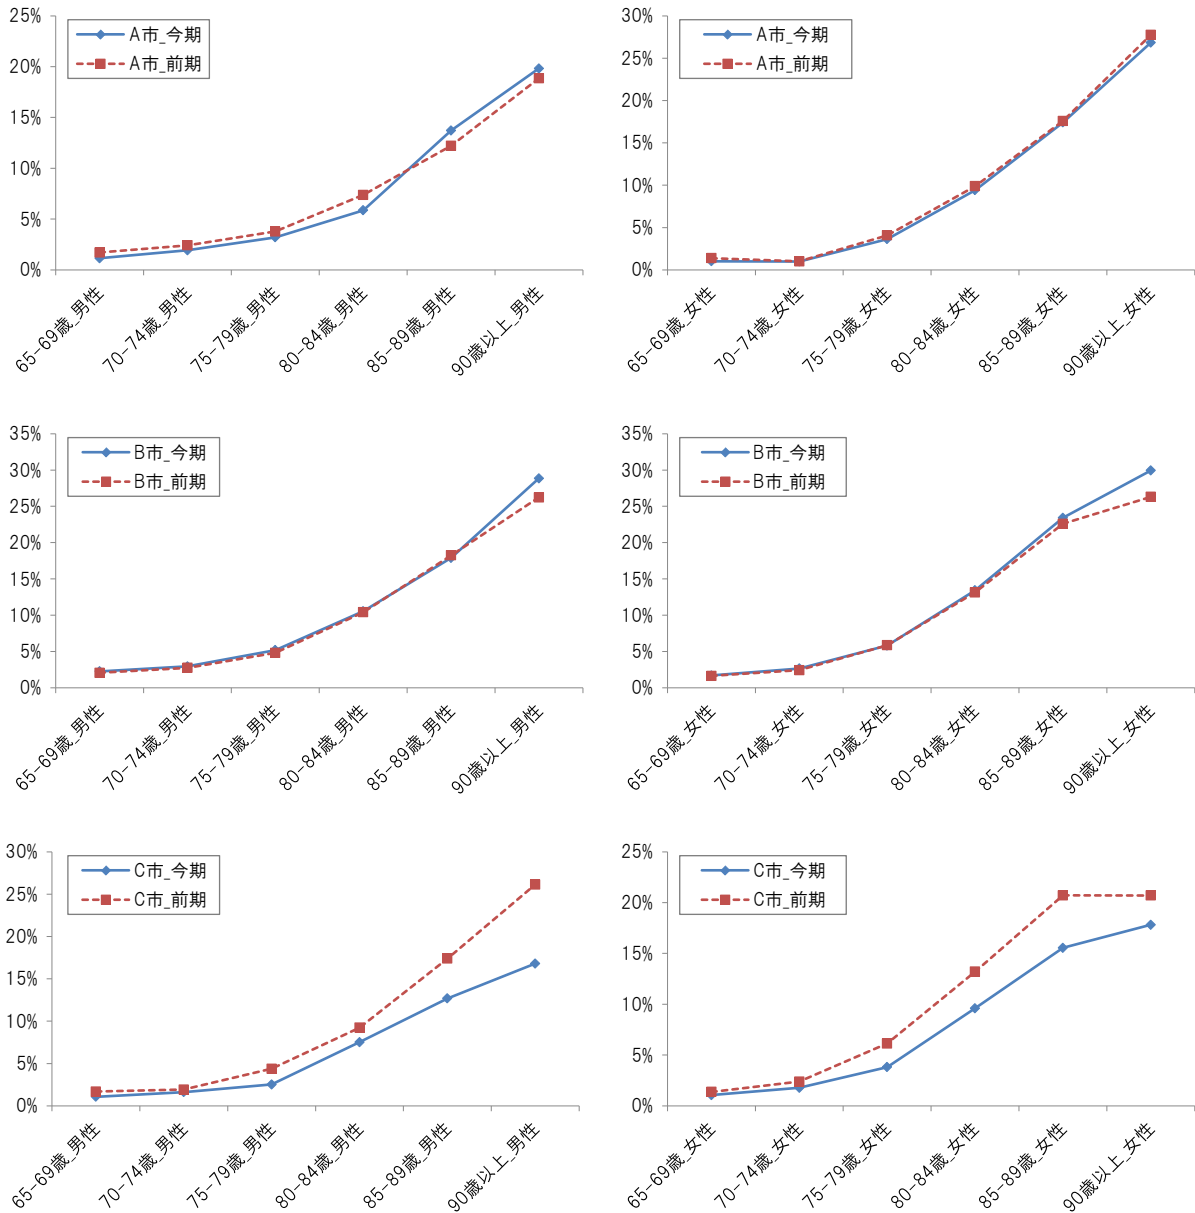 25%
20%
15%
10%
5%
0%
A市_今期
A市_前期
65-69歳_男性
70-74歳_男性
75-79歳_男性
80-84歳_男性
85-89歳_男性
90歳以上_男性
30%
25%
20%
15%
10%
5%
0%
A市_今期
A市_前期
65-69歳_女性
70-74歳_女性
75-79歳_女性
80-84歳_女性
85-89歳_女性
90歳以上_女性
35%
30%
25%
20%
15%
10%
5%
0%
B市_今期
B市_前期
65-69歳_男性
70-74歳_男性
75-79歳_男性
80-84歳_男性
85-89歳_男性
90歳以上_男性
35%
30%
25%
20%
15%
10%
5%
0%
B市_今期
B市_前期
65-69歳_女性
70-74歳_女性
75-79歳_女性
80-84歳_女性
85-89歳_女性
90歳以上_女性
30%
25%
20%
15%
10%
5%
0%
C市_今期
C市_前期
65-69歳_男性
70-74歳_男性
75-79歳_男性
80-84歳_男性
85-89歳_男性
90歳以上_男性
25%
20%
15%
10%
5%
0%
C市_今期
C市_前期
65-69歳_女性
70-74歳_女性
75-79歳_女性
80-84歳_女性
85-89歳_女性
90歳以上_女性